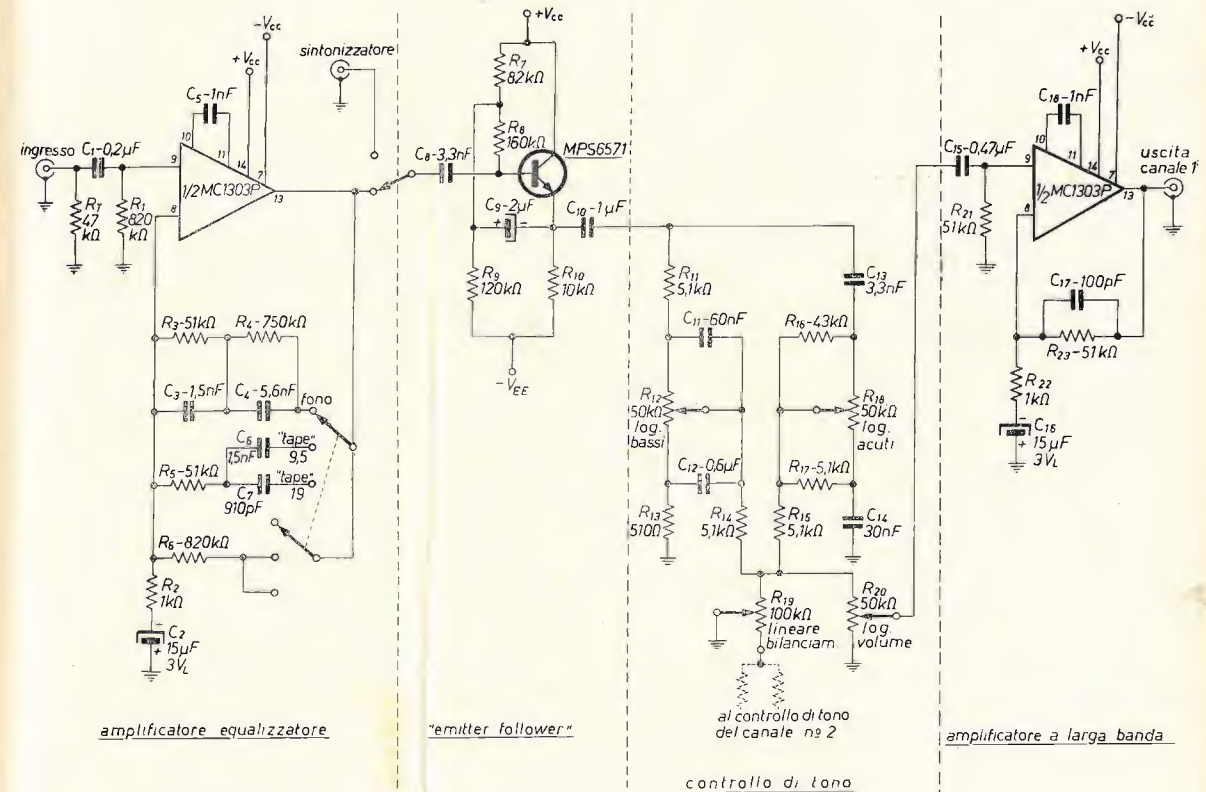 ingresso
C1-0,2µF
RT
47
kΩ
R1
820
kΩ
C5-1nF
10
11
9
8
14
7
13
1/2MC1303P
+Vcc
-Vcc
sintonizzatore
R3-51kΩ
R4-750kΩ
C3-1,5nF
C4-5,6nF
fono
C6
1,5nF
"tape"
9,5
R5-51kΩ
C7
910pF
"tape"
19
R6-820kΩ
R2
1kΩ
-
C2
+ 15µF
3VL
amplificatore equalizzatore
+Vcc
R7
82kΩ
R8
160kΩ
MPS6571
C8-3,3nF
C9-2µF
+
-
C10-1µF
R9
120kΩ
R10
10kΩ
-VEE
"emitter follower"
R11
5,1kΩ
C13
3,3nF
C11-60nF
R16-43kΩ
R12
50kΩ
log.
bassi
R18
50kΩ
log.
acuti
C12-0,6µF
R17-5,1kΩ
R13
510Ω
R14
5,1kΩ
R15
5,1kΩ
C14
30nF
R19
100kΩ
lineare
bilanciam.
R20
50kΩ
log.
volume
al controllo di tono
del canale nº 2
controllo di tono
-Vcc
+Vcc
C18-1nF
C15-0,47µF
10
11
9
8
14
7
13
1/2MC1303P
uscita
canale 1º
R21
51kΩ
C17-100pF
R23-51kΩ
R22
1kΩ
-
C16
+ 15µF
3VL
amplificatore a larga banda